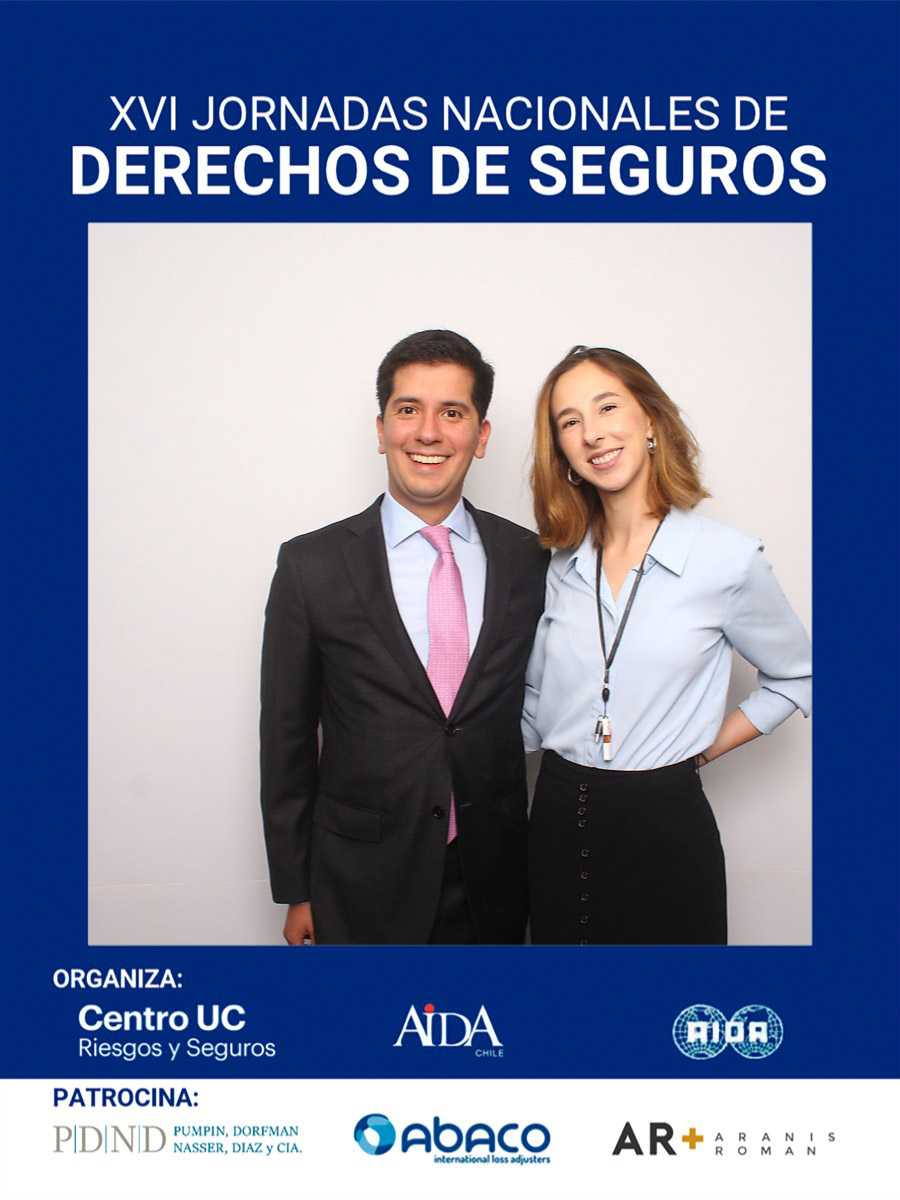 XVI JORNADAS NACIONALES DE
DERECHOS DE SEGUROS
ORGANIZA:
Centro UC
Riesgos y Seguros
AIDA
CHILE
AIDA
PATROCINA:
P|D|N|D
PUMPIN, DORFMAN
NASSER, DIAZ y CIA.
abaco
international loss adjusters
AR+
ARANIS
ROMAN